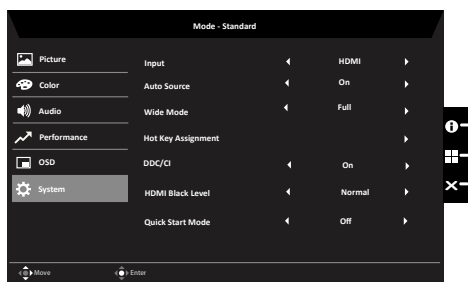 Mode - Standard
Picture
Color
Audio
Performance
OSD
System
Input HDMI
Auto Source On
Wide Mode Full
Hot Key Assignment
DDC/CI On
HDMI Black Level Normal
Quick Start Mode Off
Move Enter